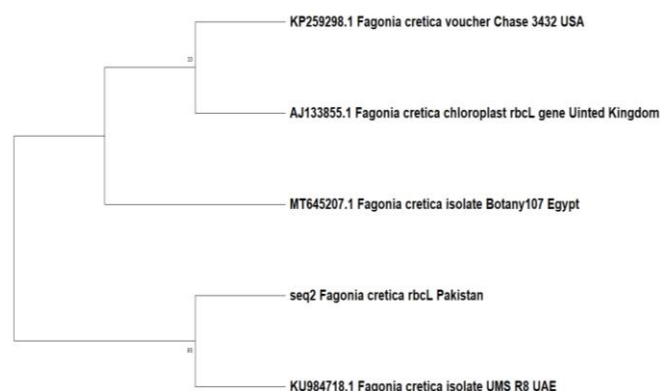 KP259298.1 Fagonia cretica voucher Chase 3432 USA
AJ133855.1 Fagonia cretica chloroplast rbcL gene Uinted Kingdom
MT645207.1 Fagonia cretica isolate Botany107 Egypt
seq2 Fagonia cretica rbcL Pakistan
KU984718.1 Fagonia cretica isolate UMS R8 UAE